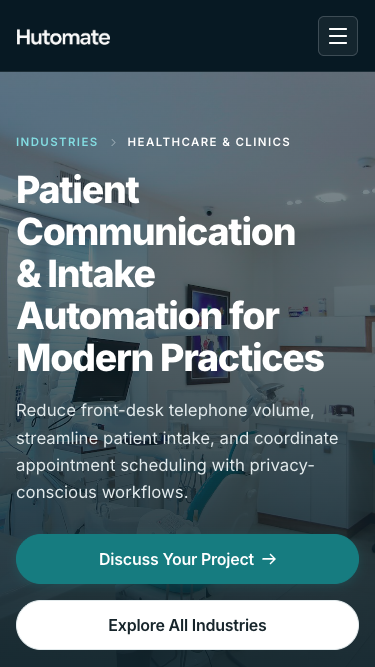 Hutomate
INDUSTRIES > HEALTHCARE & CLINICS
Patient
Communication
& Intake
Automation for
Modern Practices
Reduce front-desk telephone volume,
streamline patient intake, and coordinate
appointment scheduling with privacy-
conscious workflows.
Discuss Your Project →
Explore All Industries